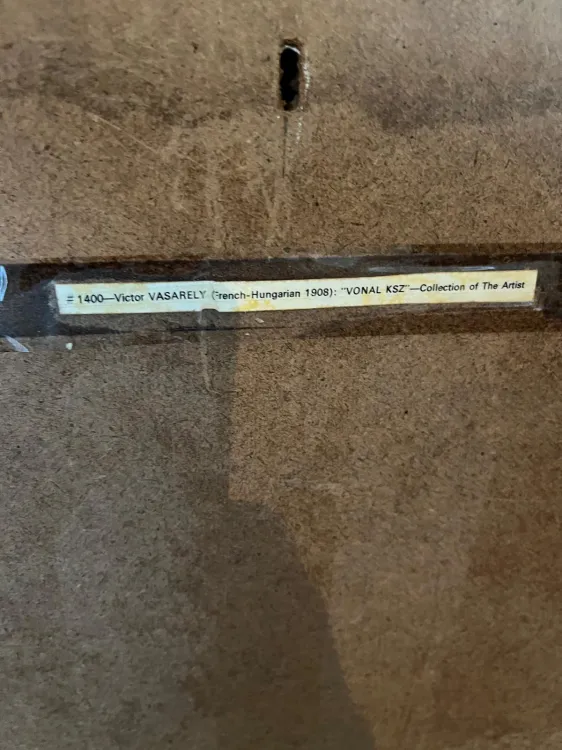 # 1400—Victor VASARELY (French-Hungarian 1908): "VONAL KSZ"—Collection of The Artist